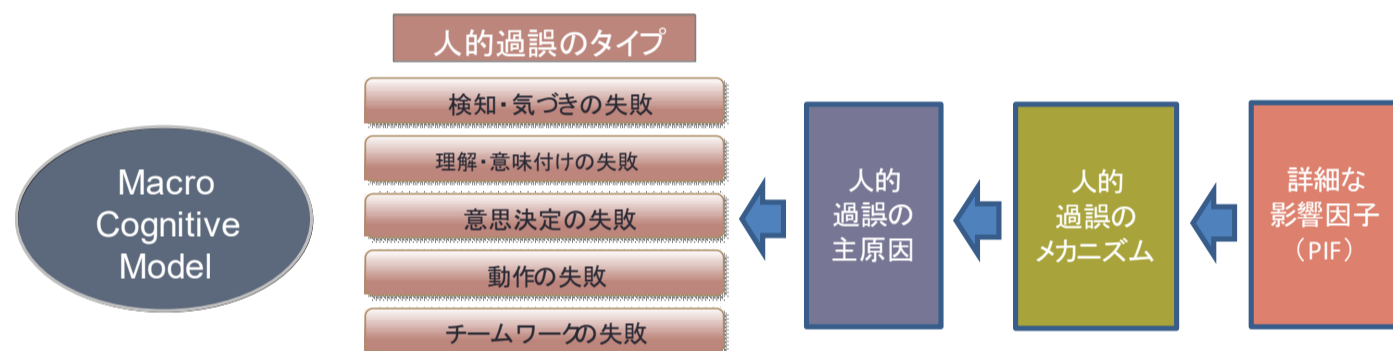 人的過誤のタイプ
検知・気づきの失敗
理解・意味付けの失敗
意思決定の失敗
動作の失敗
チームワークの失敗
Macro
Cognitive
Model
人的
過誤の
主原因
人的
過誤の
メカニズム
詳細な
影響因子
（PIF）